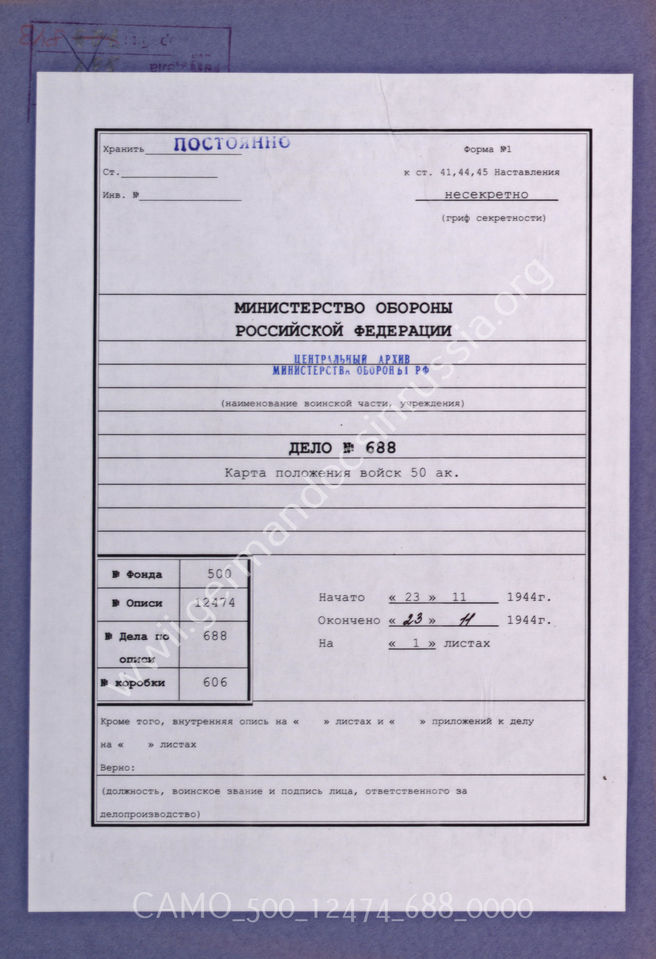 Хранить ПОСТОЯННО
Форма №1
Ст.
к ст. 41,44,45 Наставления
Инв. №
несекретно
(гриф секретности)
МИНИСТЕРСТВО ОБОРОНЫ
РОССИЙСКОЙ ФЕДЕРАЦИИ
ЦЕНТРАЛЬНЫЙ АРХИВ
МИНИСТЕРСТВА ОБОРОНЫ РФ
(наименование воинской части, учреждения)
ДЕЛО № 688
Карта положения войск 50 ак.
№ Фонда 500
№ Описи 12474
№ Дела по описи 688
№ коробки 606
Начато « 23 » 11 1944г.
Окончено « 23 » 11 1944г.
На « 1 » листах
Кроме того, внутренняя опись на « » листах и « » приложений к делу
на « » листах
Верно:
(должность, воинское звание и подпись лица, ответственного за
делопроизводство)
www.germandocsinrussia.org
CAMO_500_12474_688_0000